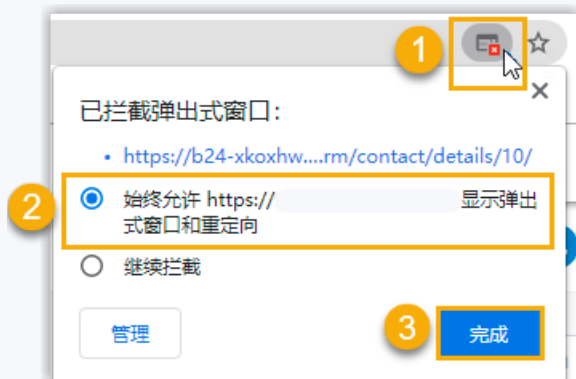 1
已拦截弹出式窗口：
• https://b24-xkoxhw....rm/contact/details/10/
2
始终允许 https:// 显示弹出
式窗口和重定向
继续拦截
管理
3
完成